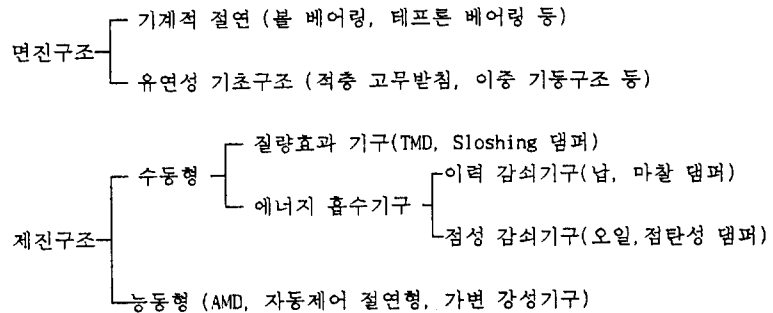 기계적 절연 (볼 베어링, 테프론 베어링 등)
면진구조
유연성 기초구조 (적층 고무받침, 이중 기둥구조 등)
질량효과 기구(TMD, Sloshing 댐퍼)
수동형
이력 감쇠기구(납, 마찰 댐퍼)
에너지 흡수기구
점성 감쇠기구(오일,점탄성 댐퍼)
제진구조
능동형 (AMD, 자동제어 절연형, 가변 강성기구)